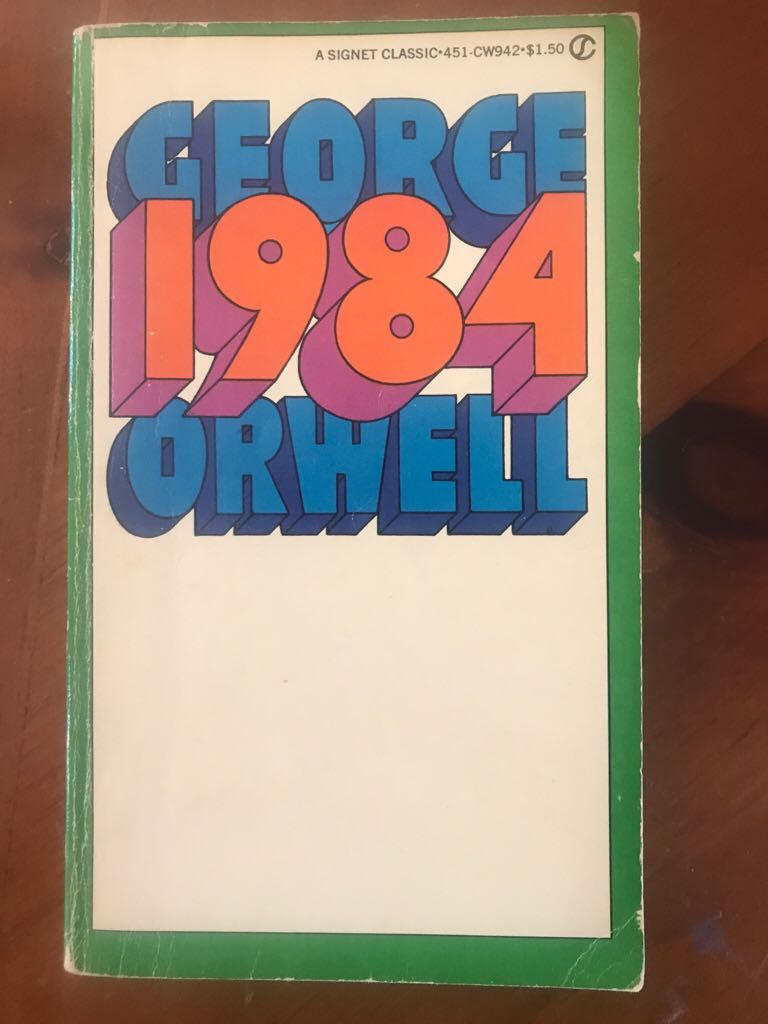 A SIGNET CLASSIC•451-CW942•$1.50
GEORGE
1984
ORWELL